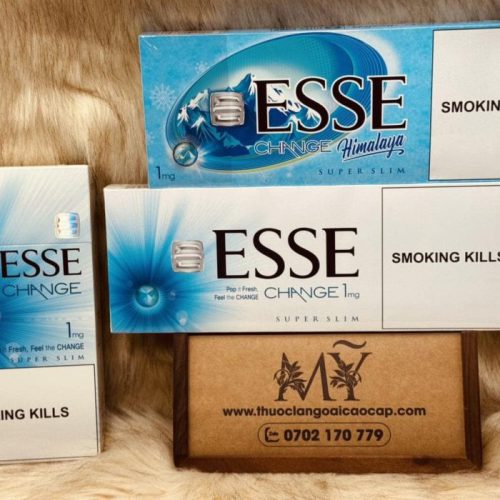 ESSE
CHANGE Himalaya
1mg
SUPER SLIM
SMOKING
ESSE
Pop it Fresh,
Feel the CHANGE
CHANGE 1mg
SUPER SLIM
SMOKING KILLS
ESSE
CHANGE
1mg
Fresh, Feel the CHANGE
SUPER SLIM
KING KILLS
MỸ
www.thuoclangoaicaocap.com
Zalo 0702 170 779